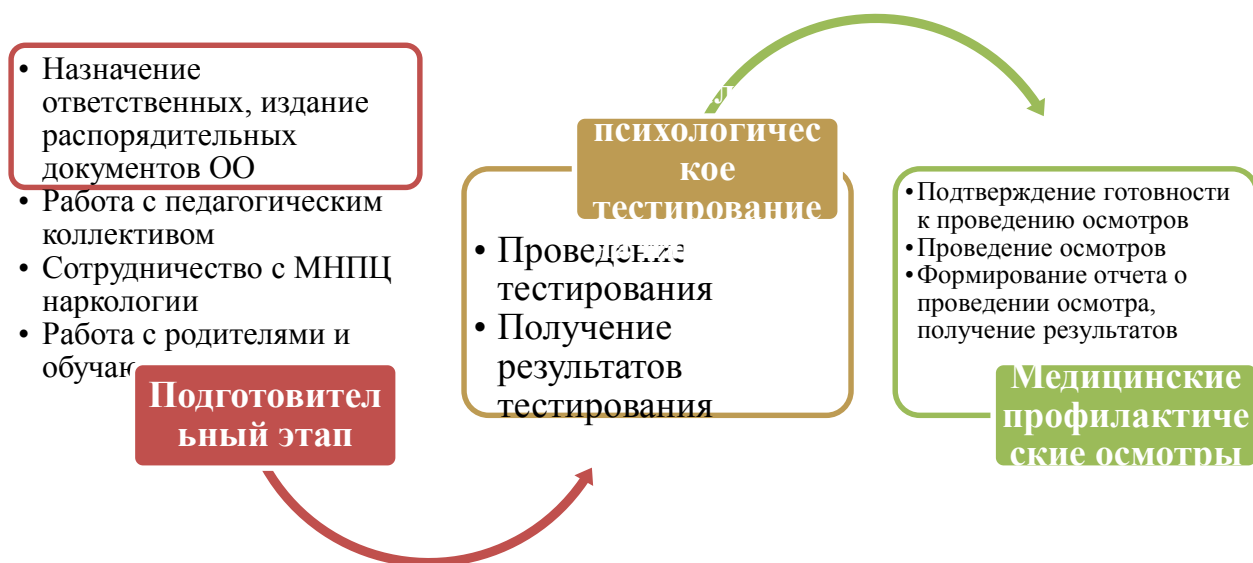 • Назначение
ответственных, издание
распорядительных
документов ОО
• Работа с педагогическим
коллективом
• Сотрудничество с МНПЦ
наркологии
• Работа с родителями и
Подготовител
ьный этап
психологичес
кое
тестирование
• Проведение
тестирования
• Получение
результатов
тестирования
• Подтверждение готовности
к проведению осмотров
• Проведение осмотров
• Формирование отчета о
проведении осмотра,
получение результатов
Медицинские
профилактиче
ские осмотры